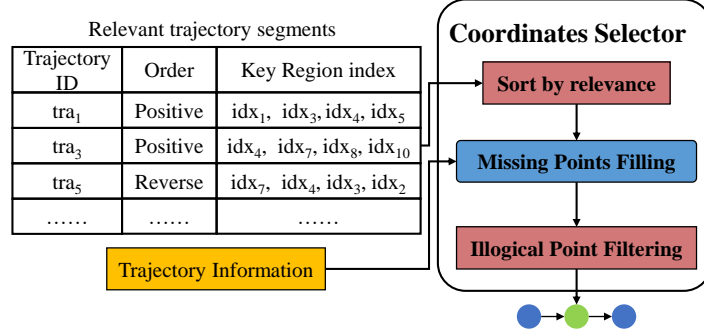 Relevant trajectory segments
Trajectory ID Order Key Region index
tra₁ Positive idx₁, idx₃, idx₄, idx₅
tra₃ Positive idx₄, idx₇, idx₈, idx₁₀
tra₅ Reverse idx₇, idx₄, idx₃, idx₂
…… …… ……
Trajectory Information
Coordinates Selector
Sort by relevance
Missing Points Filling
Illogical Point Filtering